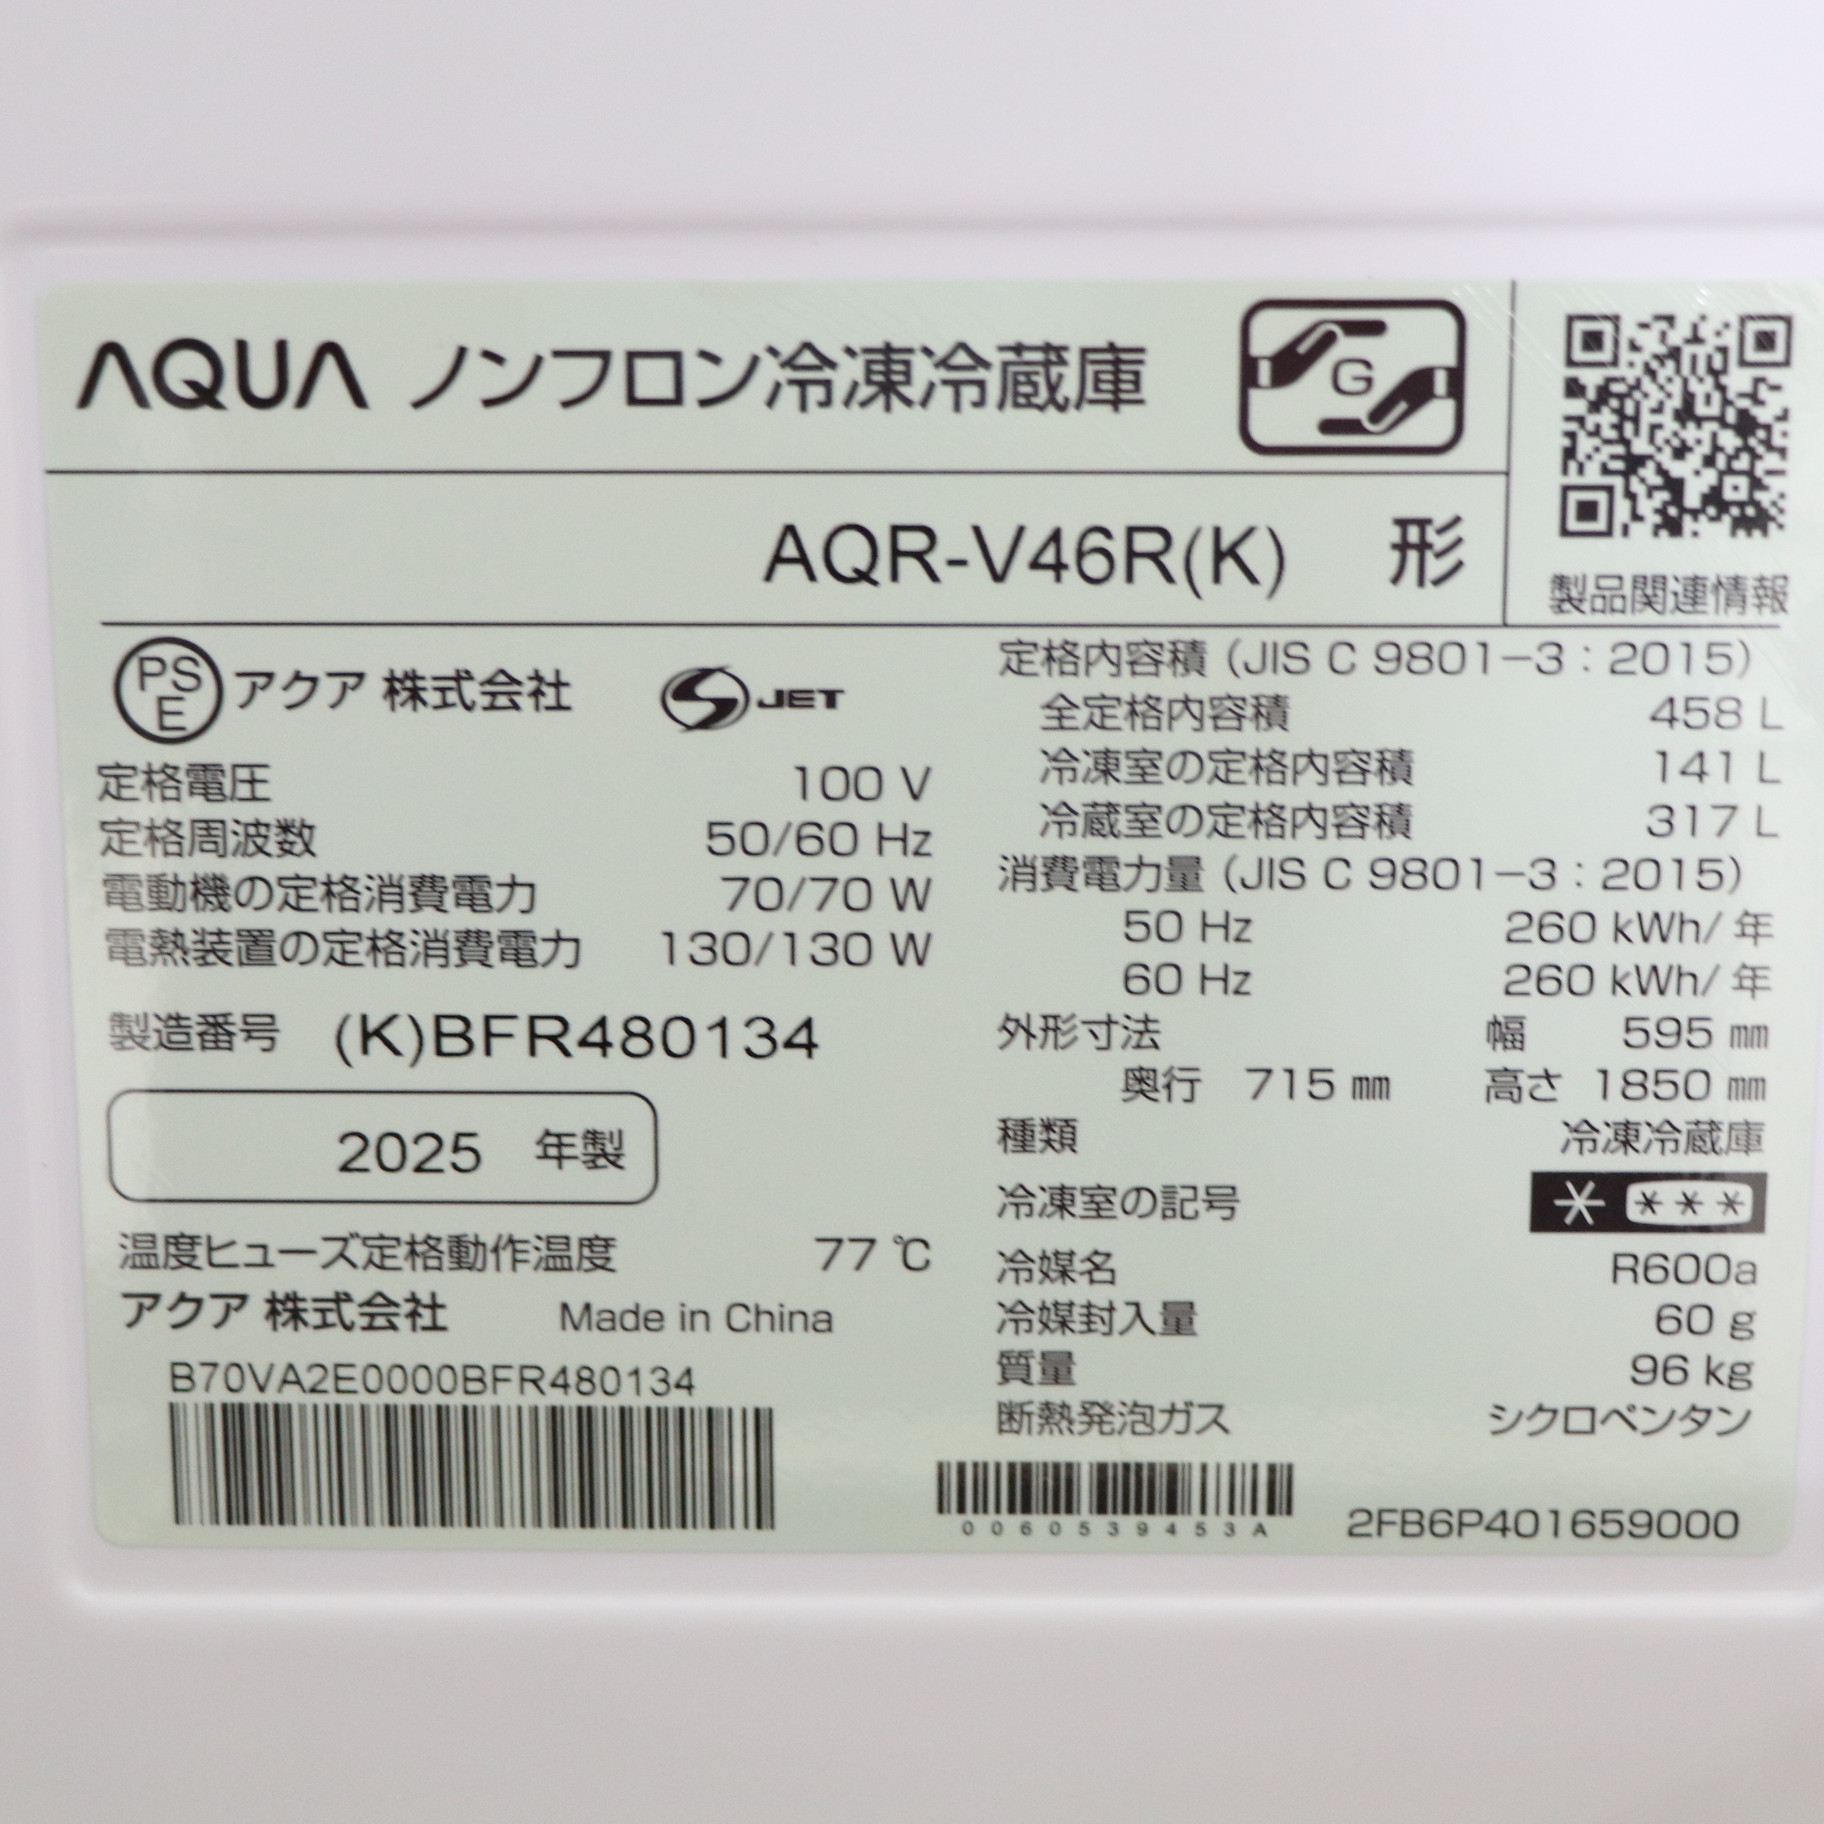 AQUA ノンフロン冷凍冷蔵庫
G
AQR-V46R(K) 形
製品関連情報
PSE アクア 株式会社 S JET
定格電圧 100 V
定格周波数 50/60 Hz
電動機の定格消費電力 70/70 W
電熱装置の定格消費電力 130/130 W
製造番号 (K)BFR480134
2025 年製
温度ヒューズ定格動作温度 77 ℃
アクア 株式会社 Made in China
B70VA2E0000BFR480134
定格内容積 (JIS C 9801-3:2015)
全定格内容積 458 L
冷凍室の定格内容積 141 L
冷蔵室の定格内容積 317 L
消費電力量 (JIS C 9801-3:2015)
50 Hz 260 kWh/年
60 Hz 260 kWh/年
外形寸法 幅 595 ㎜
奥行 715 ㎜ 高さ 1850 ㎜
種類 冷凍冷蔵庫
冷凍室の記号 * ***
冷媒名 R600a
冷媒封入量 60 g
質量 96 kg
断熱発泡ガス シクロペンタン
0060539453A
2FB6P401659000